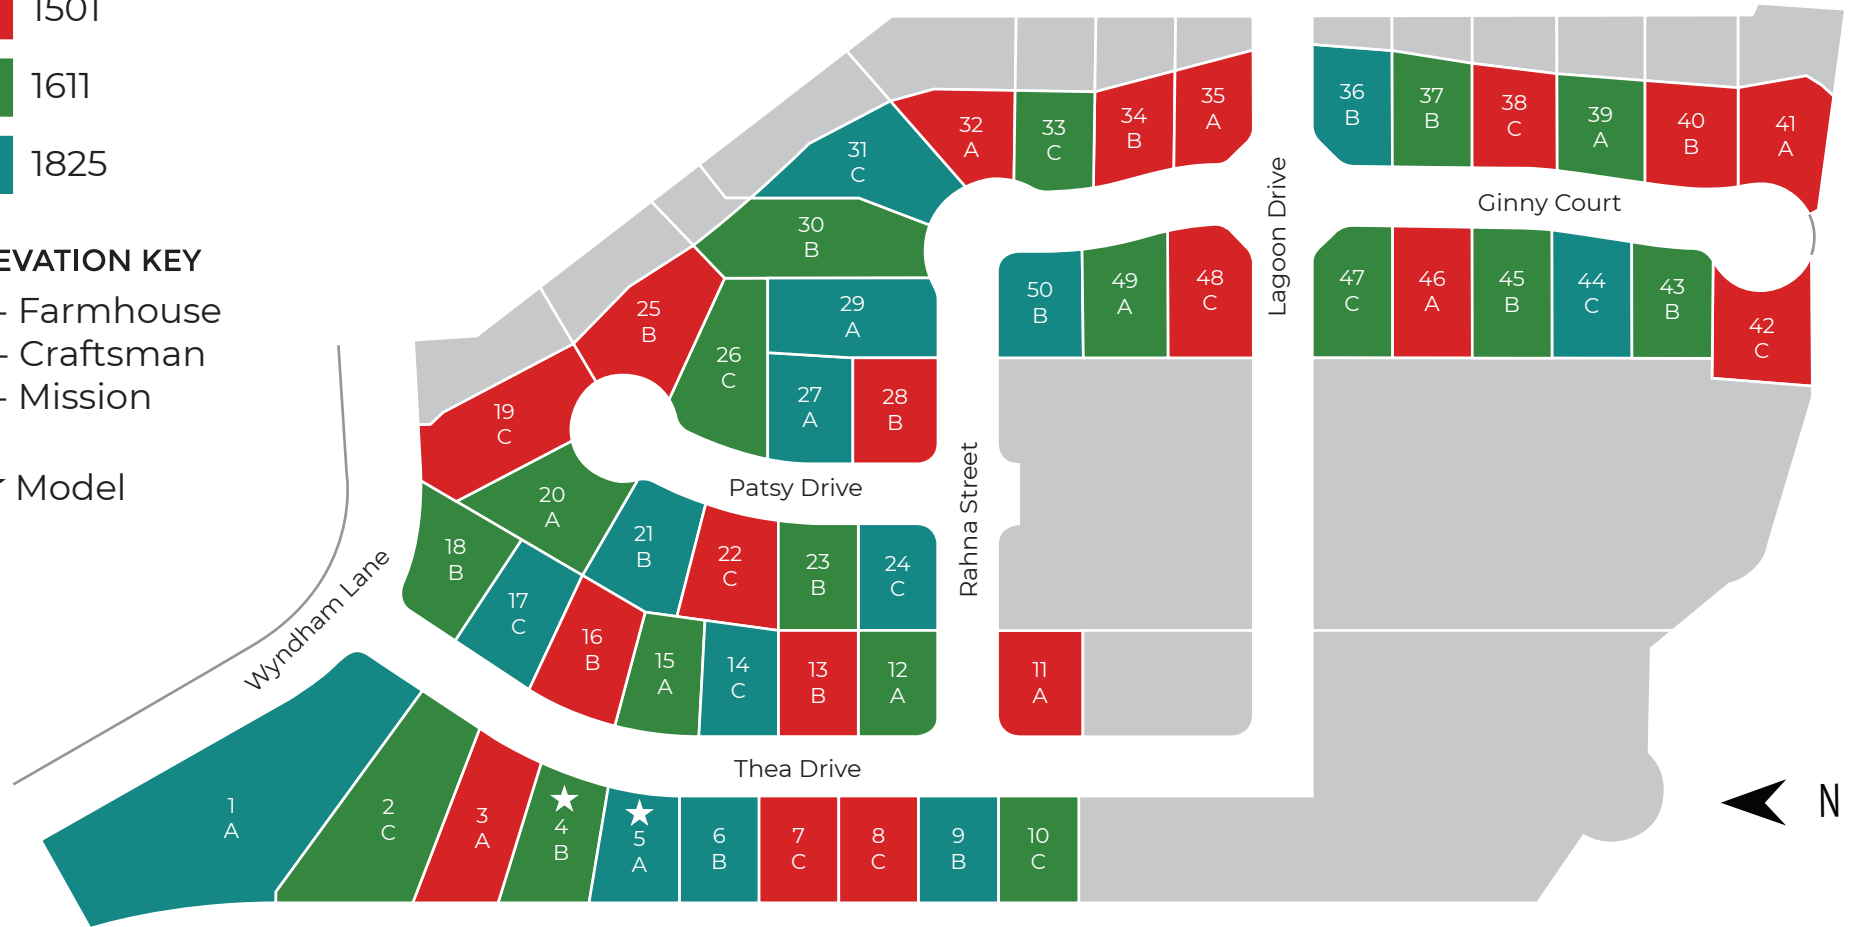 1501
1611
1825
EVATION KEY
- Farmhouse
- Craftsman
- Mission
Model
36
B
37
B
38
C
39
A
40
B
41
A
35
A
34
B
33
C
32
A
31
C
30
B
Ginny Court
Lagoon Drive
29
A
25
B
26
C
27
A
28
B
50
B
49
A
48
C
47
C
46
A
45
B
44
C
43
B
42
C
19
C
20
A
Patsy Drive
Rahna Street
18
B
17
C
21
B
22
C
23
B
24
C
16
B
15
A
14
C
13
B
12
A
11
A
Wyndham Lane
Thea Drive
1
A
2
C
3
A
4
B
5
A
6
B
7
C
8
C
9
B
10
C
N